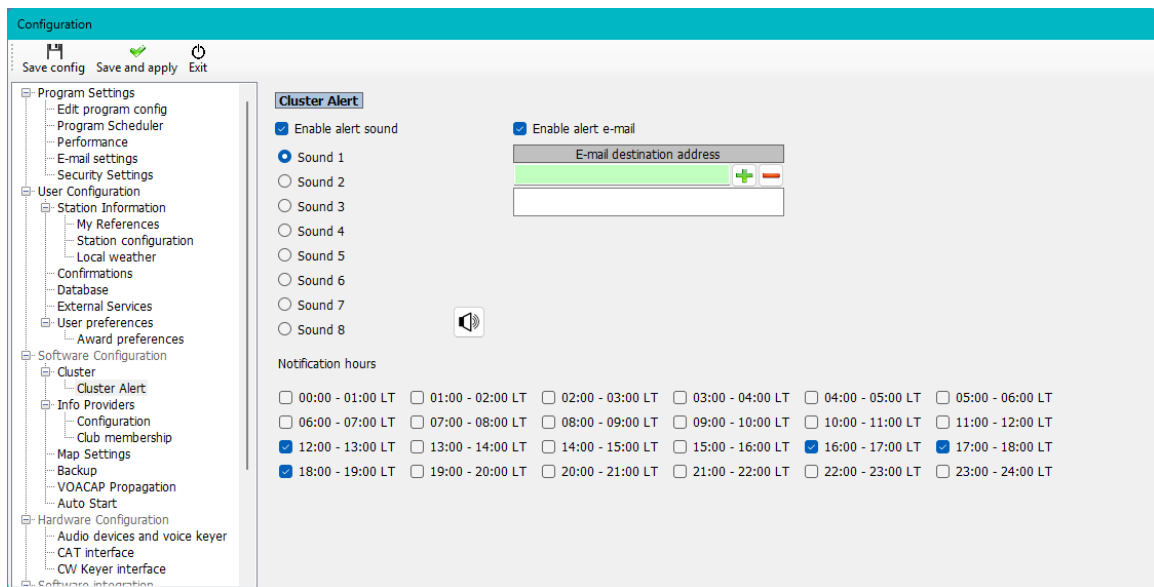 Configuration
Save config Save and apply Exit
Program Settings
Edit program config
Program Scheduler
Performance
E-mail settings
Security Settings
User Configuration
Station Information
My References
Station configuration
Local weather
Confirmations
Database
External Services
User preferences
Award preferences
Software Configuration
Cluster
Cluster Alert
Info Providers
Configuration
Club membership
Map Settings
Backup
VOACAP Propagation
Auto Start
Hardware Configuration
Audio devices and voice keyer
CAT interface
CW Keyer interface
Software integration
Cluster Alert
Enable alert sound
Sound 1
Sound 2
Sound 3
Sound 4
Sound 5
Sound 6
Sound 7
Sound 8
Enable alert e-mail
E-mail destination address
Notification hours
00:00 - 01:00 LT 01:00 - 02:00 LT 02:00 - 03:00 LT 03:00 - 04:00 LT 04:00 - 05:00 LT 05:00 - 06:00 LT
06:00 - 07:00 LT 07:00 - 08:00 LT 08:00 - 09:00 LT 09:00 - 10:00 LT 10:00 - 11:00 LT 11:00 - 12:00 LT
12:00 - 13:00 LT 13:00 - 14:00 LT 14:00 - 15:00 LT 15:00 - 16:00 LT 16:00 - 17:00 LT 17:00 - 18:00 LT
18:00 - 19:00 LT 19:00 - 20:00 LT 20:00 - 21:00 LT 21:00 - 22:00 LT 22:00 - 23:00 LT 23:00 - 24:00 LT